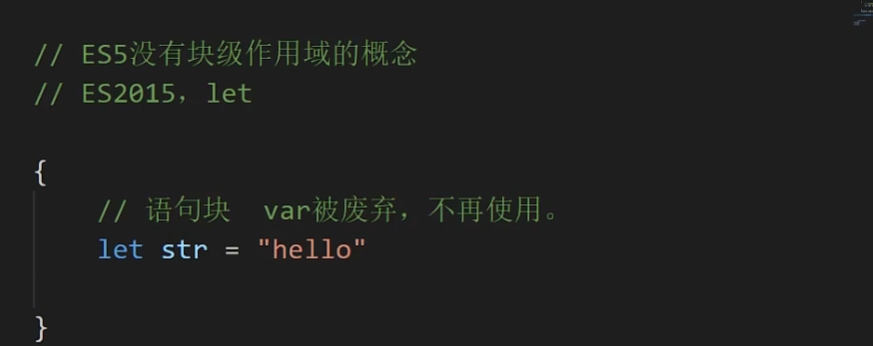 // ES5没有块级作用域的概念
// ES2015，let
{
// 语句块  var被废弃，不再使用。
let str = "hello"
}